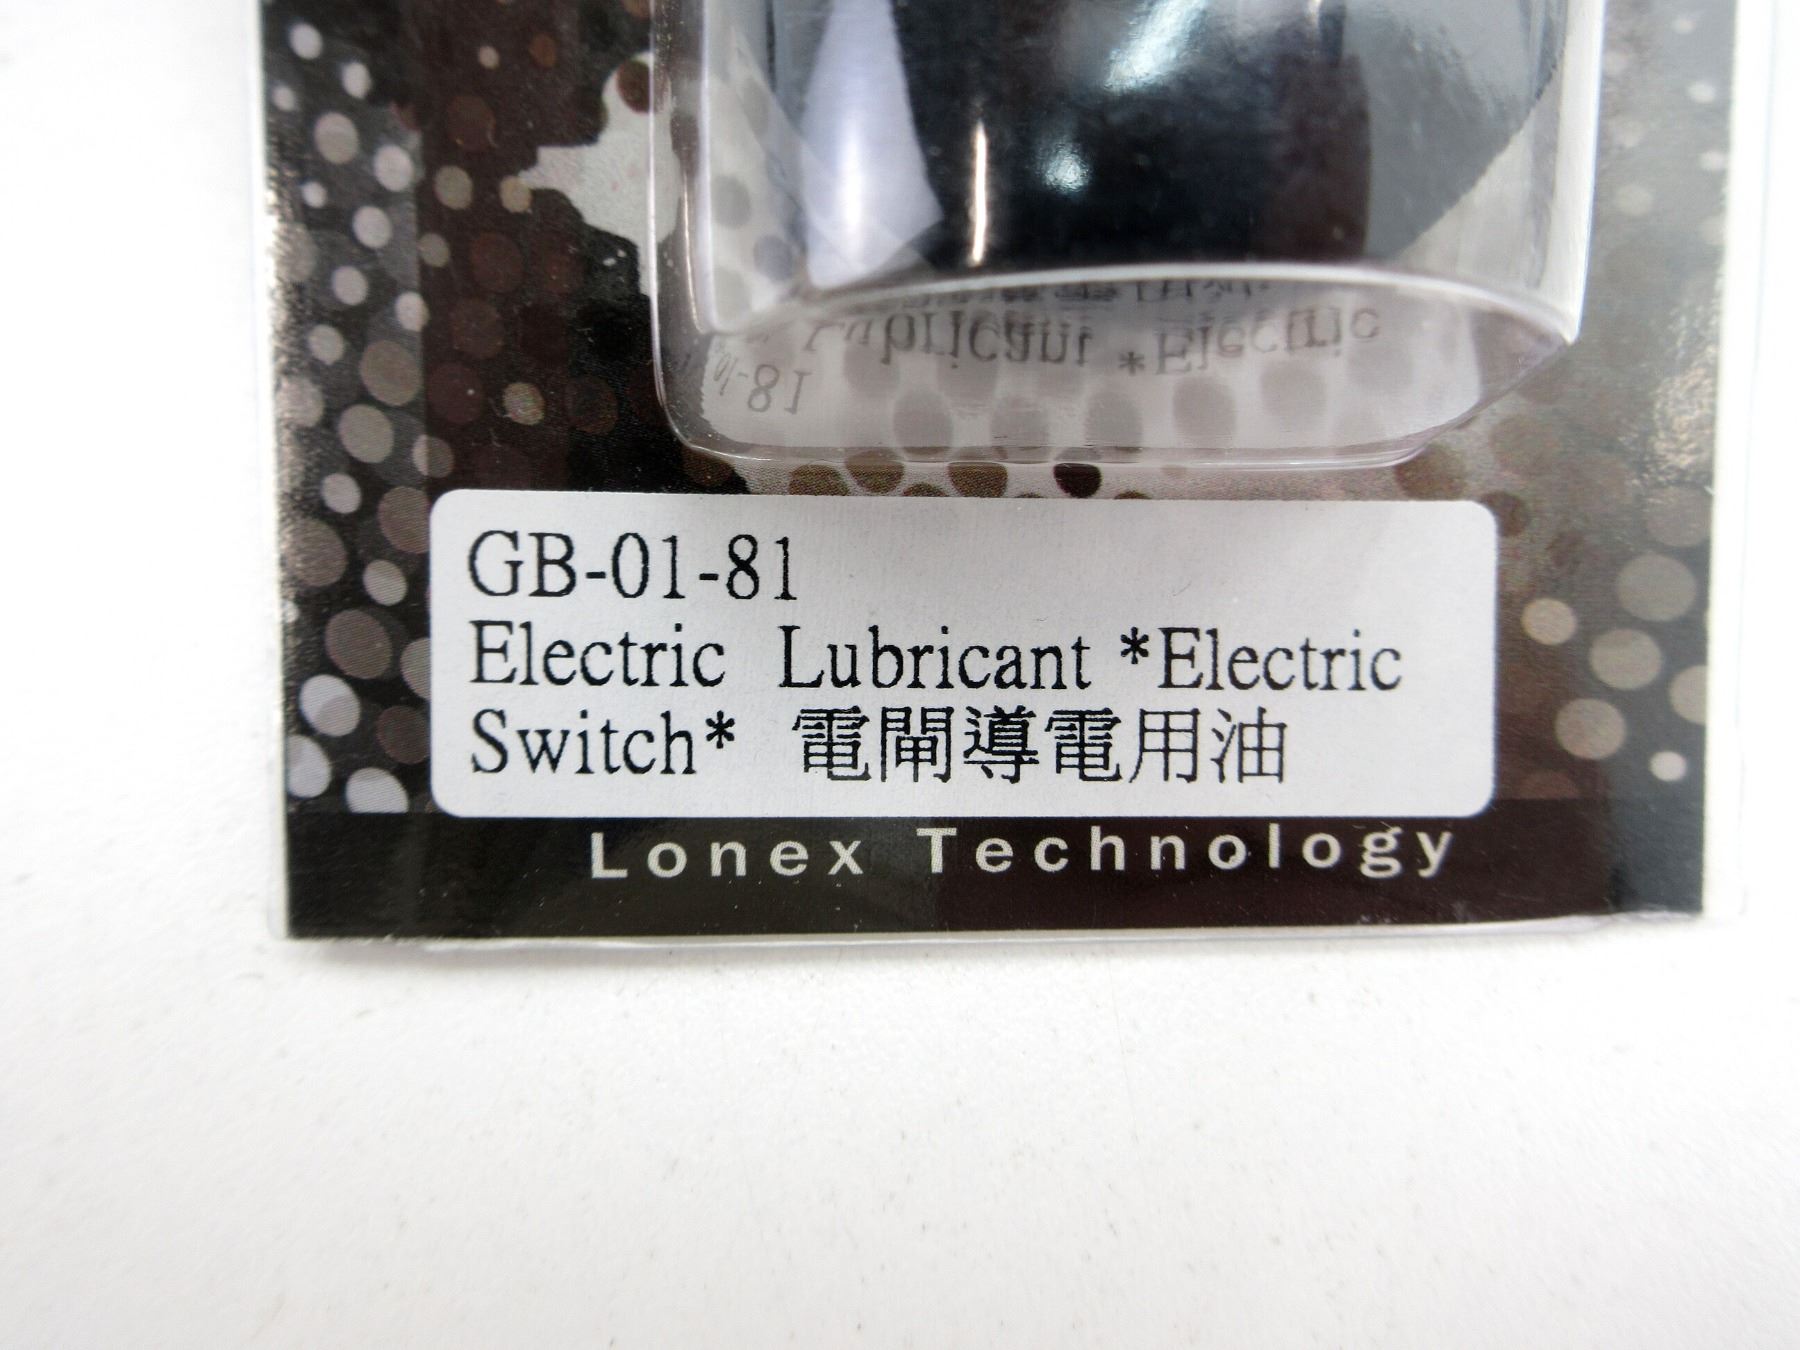 GB-01-81
Electric Lubricant *Electric
Switch* 電閘導電用油
Lonex Technology